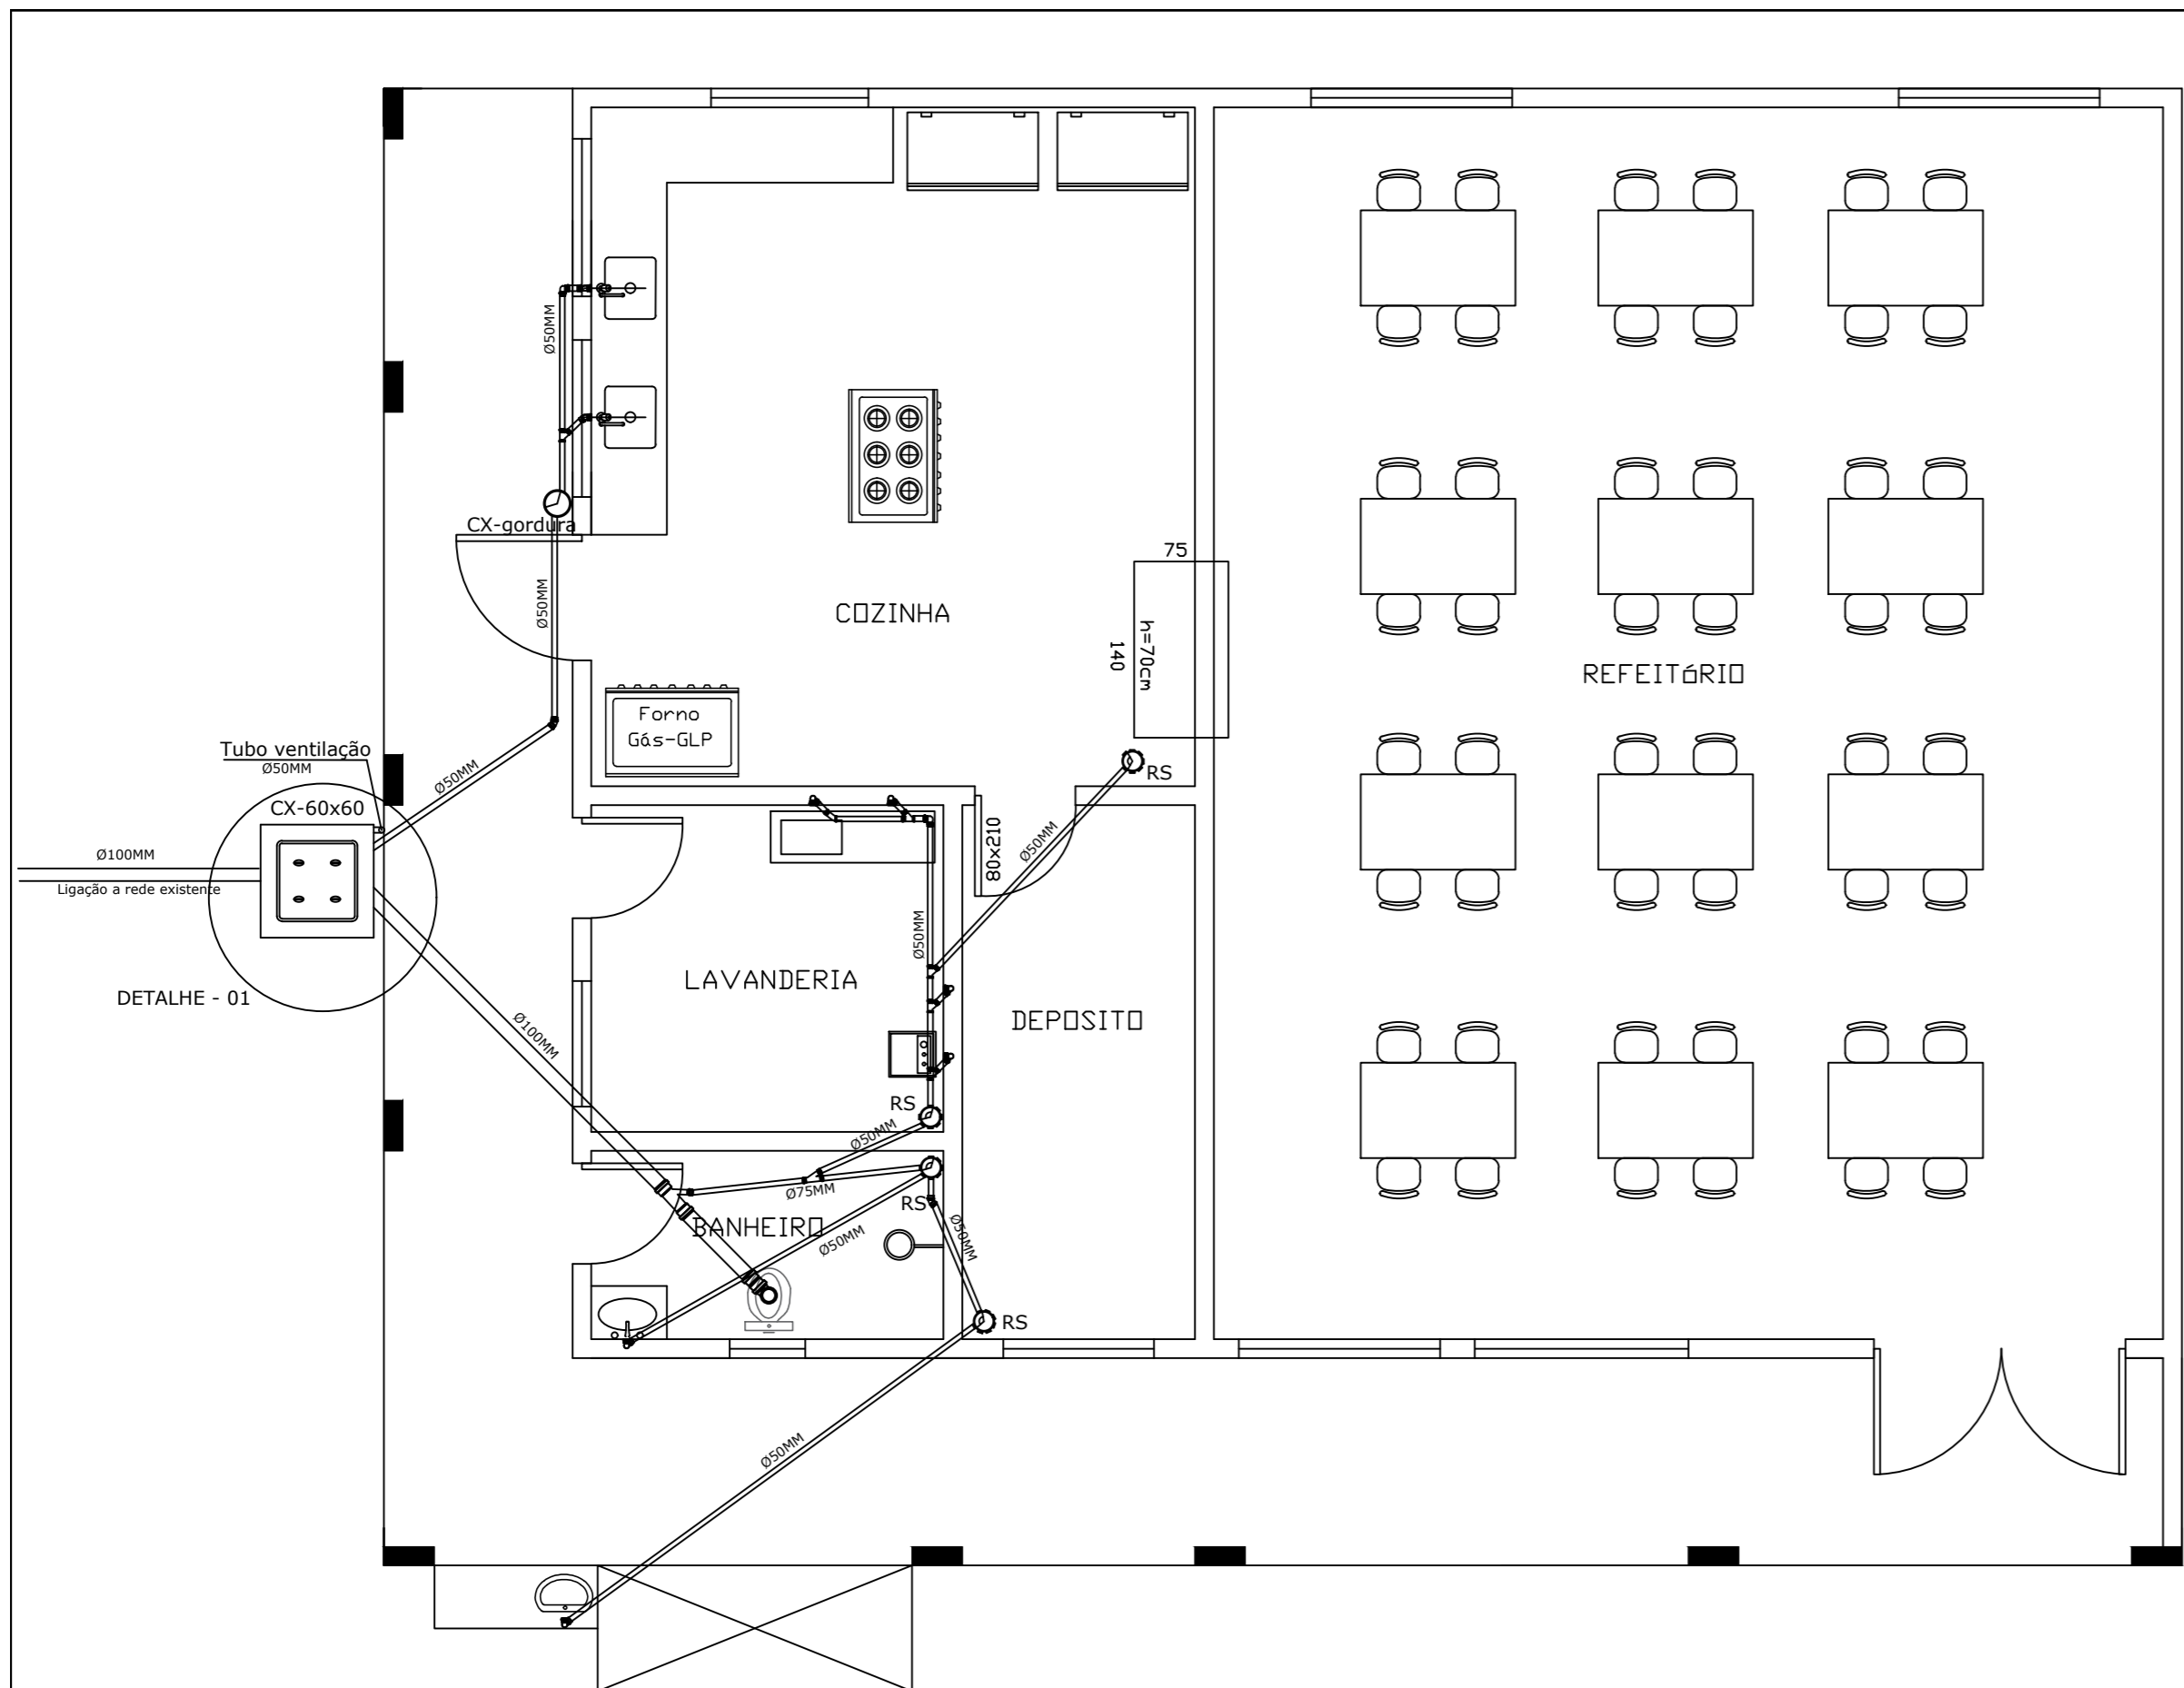 Ø50MM
CX-gordura
Ø50MM
75
COZINHA
h=70cm
140
REFEITóRIO
Forno
Gás-GLP
Tubo ventilação
Ø50MM
Ø50MM
RS
CX-60x60
80x210
Ø50MM
Ø100MM
Ligação a rede existente
Ø50MM
LAVANDERIA
DETALHE - 01
DEPOSITO
Ø100MM
RS
Ø50MM
Ø75MM
RS
BANHEIRO
Ø50MM
Ø50MM
RS
Ø50MM